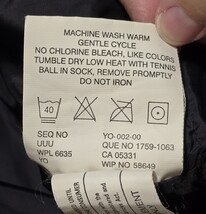 MACHINE WASH WARM
GENTLE CYCLE
NO CHLORINE BLEACH, LIKE COLORS
TUMBLE DRY LOW HEAT WITH TENNIS
BALL IN SOCK, REMOVE PROMPTLY
DO NOT IRON
40
SEQ NO YO-002-00
UUU QUE NO 1759-1063
WPL 6635 CA 05331
YO WIP NO 58649
UNTIL